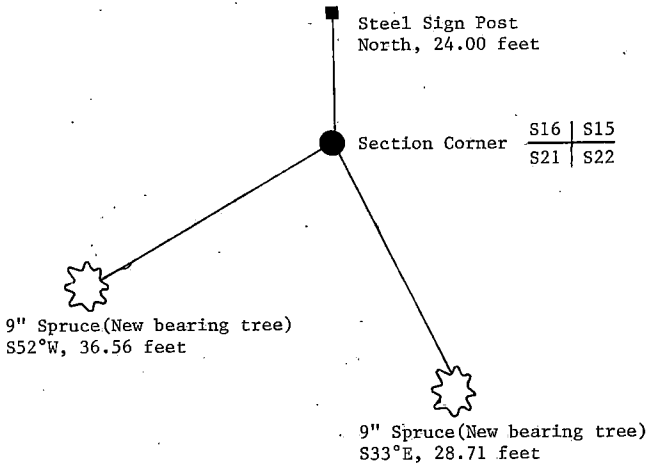 Steel Sign Post
North, 24.00 feet
Section Corner
S16 | S15
S21 | S22
9" Spruce(New bearing tree)
S52°W, 36.56 feet
9" Spruce(New bearing tree)
S33°E, 28.71 feet